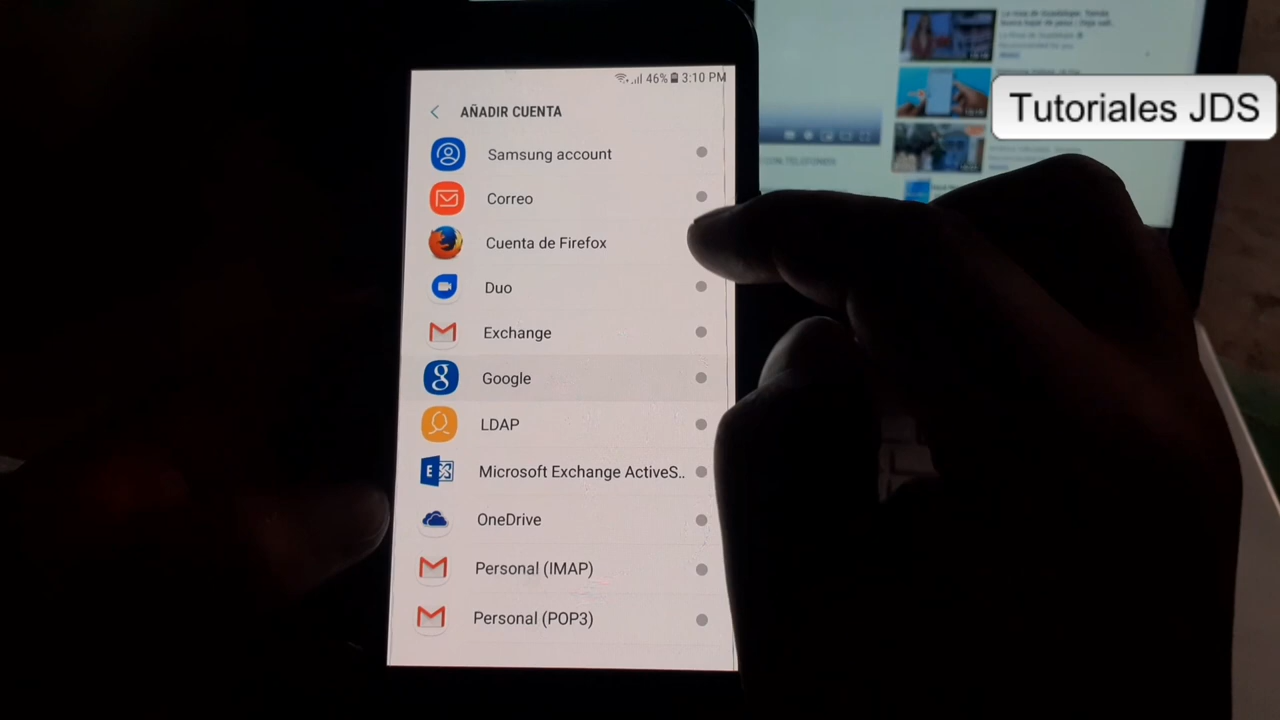 46% 3:10 PM
AÑADIR CUENTA
Samsung account
Correo
Cuenta de Firefox
Duo
Exchange
Google
LDAP
Microsoft Exchange ActiveS..
OneDrive
Personal (IMAP)
Personal (POP3)
Tutoriales JDS